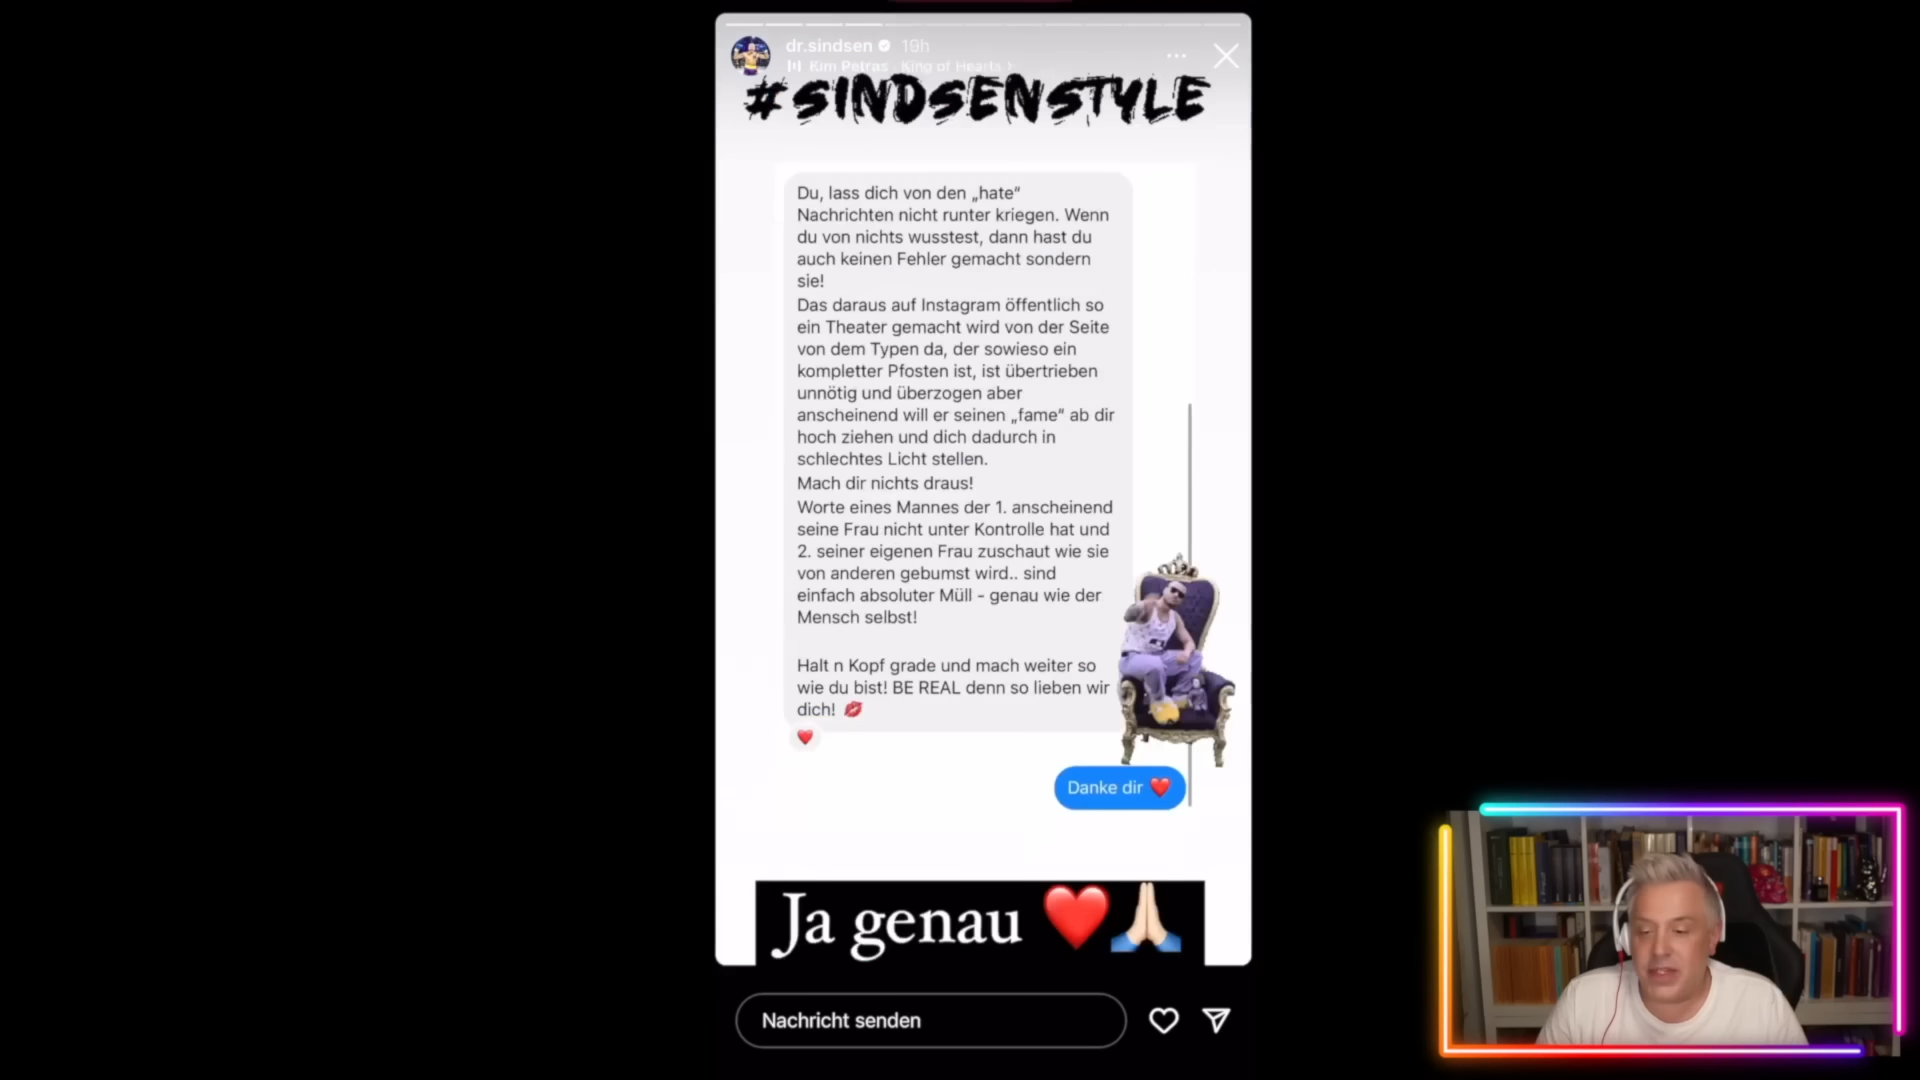 dr.sindsen 19h
Kim Petras · King of Hearts >
#SINDSENSTYLE
Du, lass dich von den „hate“
Nachrichten nicht runter kriegen. Wenn
du von nichts wusstest, dann hast du
auch keinen Fehler gemacht sondern
sie!
Das daraus auf Instagram öffentlich so
ein Theater gemacht wird von der Seite
von dem Typen da, der sowieso ein
kompletter Pfosten ist, ist übertrieben
unnötig und überzogen aber
anscheinend will er seinen „fame“ ab dir
hoch ziehen und dich dadurch in
schlechtes Licht stellen.
Mach dir nichts draus!
Worte eines Mannes der 1. anscheinend
seine Frau nicht unter Kontrolle hat und
2. seiner eigenen Frau zuschaut wie sie
von anderen gebumst wird.. sind
einfach absoluter Müll - genau wie der
Mensch selbst!
Halt n Kopf grade und mach weiter so
wie du bist! BE REAL denn so lieben wir
dich! 💋
❤️
Danke dir ❤️
Ja genau ❤️🙏🏻
Nachricht senden